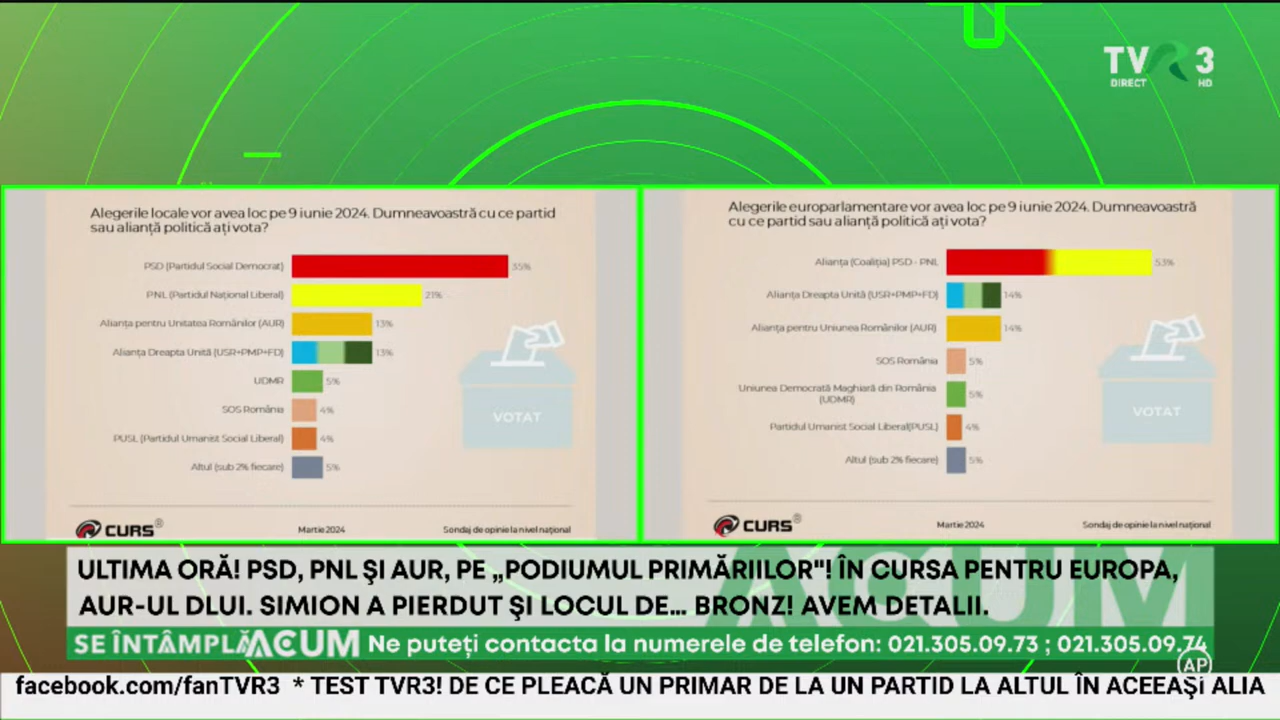 TVR 3
DIRECT HD
Alegerile locale vor avea loc pe 9 iunie 2024. Dumneavoastră cu ce partid
sau alianță politică ați vota?
PSD (Partidul Social Democrat) 35%
PNL (Partidul Național Liberal) 21%
Alianța pentru Unitatea Românilor (AUR) 13%
Alianța Dreapta Unită (USR+PMP+FD) 13%
UDMR 5%
SOS România 4%
PUSL (Partidul Umanist Social Liberal) 4%
Altul (sub 2% fiecare) 5%
VOTAT
CURS®
Martie 2024
Sondaj de opinie la nivel național
Alegerile europarlamentare vor avea loc pe 9 iunie 2024. Dumneavoastră
cu ce partid sau alianță politică ați vota?
Alianța (Coaliția) PSD - PNL 53%
Alianța Dreapta Unită (USR+PMP+FD) 14%
Alianța pentru Uniunea Românilor (AUR) 14%
SOS România 5%
Uniunea Democrată Maghiară din România
(UDMR) 5%
Partidul Umanist Social Liberal(PUSL) 4%
Altul (sub 2% fiecare) 5%
VOTAT
CURS®
Martie 2024
Sondaj de opinie la nivel național
ACUM
ULTIMA ORĂ! PSD, PNL ŞI AUR, PE „PODIUMUL PRIMĂRIILOR"! ÎN CURSA PENTRU EUROPA,
AUR-UL DLUI. SIMION A PIERDUT ŞI LOCUL DE... BRONZ! AVEM DETALII.
SE ÎNTÂMPLĂ ACUM Ne puteți contacta la numerele de telefon: 021.305.09.73 ; 021.305.09.74
AP
facebook.com/fanTVR3 * TEST TVR3! DE CE PLEACĂ UN PRIMAR DE LA UN PARTID LA ALTUL ÎN ACEEAŞI ALIA